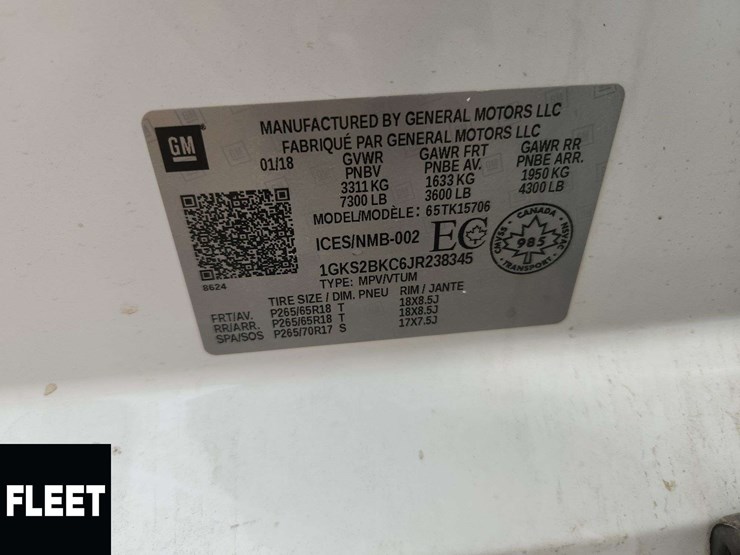 GM
MANUFACTURED BY GENERAL MOTORS LLC
FABRIQUÉ PAR GENERAL MOTORS LLC
01/18 GVWR GAWR FRT GAWR RR
PNBV PNBE AV. PNBE ARR.
3311 KG 1633 KG 1950 KG
7300 LB 3600 LB 4300 LB
MODEL/MODÈLE: 65TK15706
ICES/NMB-002 EC
CANADA
CMVSS 985 NSVAC
TRANSPORT
1GKS2BKC6JR238345
8624
TYPE: MPV/VTUM
TIRE SIZE / DIM. PNEU RIM / JANTE
FRT/AV. P265/65R18 T 18X8.5J
RR/ARR. P265/65R18 T 18X8.5J
SPA/SOS P265/70R17 S 17X7.5J
FLEET